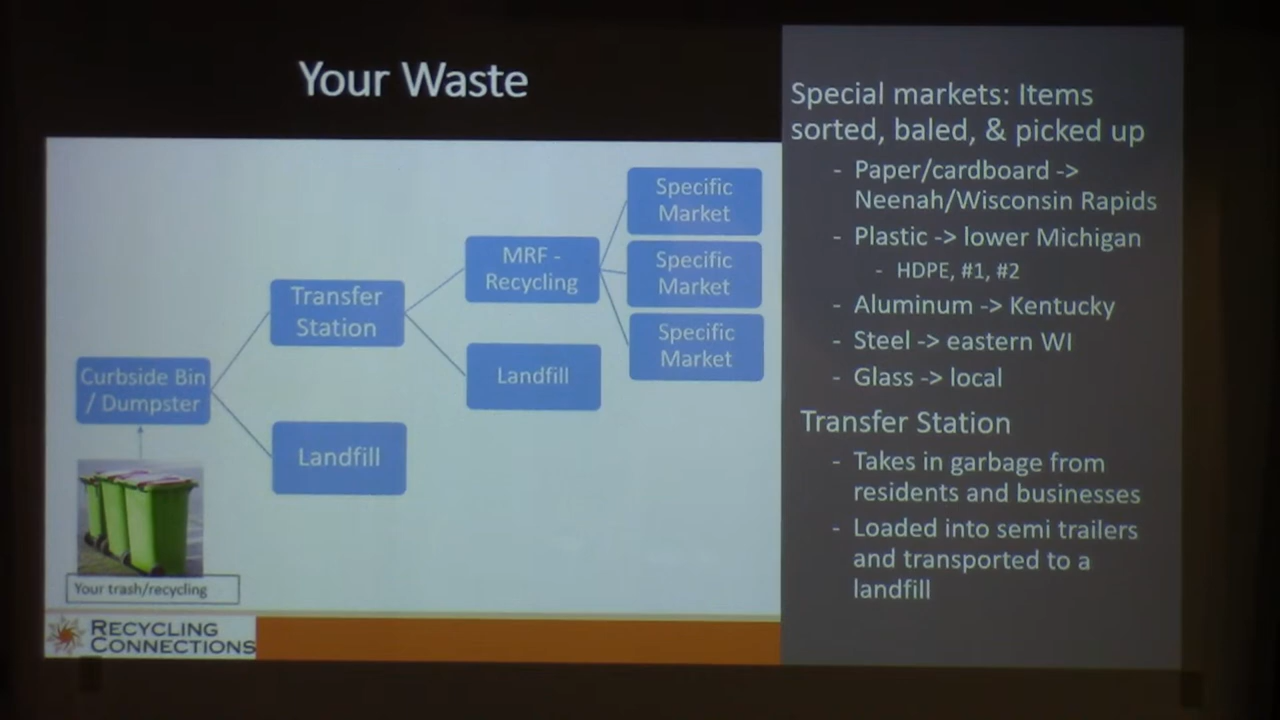 Your Waste
Curbside Bin
/ Dumpster
Transfer
Station
Landfill
MRF -
Recycling
Landfill
Specific
Market
Specific
Market
Specific
Market
Your trash/recycling
RECYCLING
CONNECTIONS
Special markets: Items
sorted, baled, & picked up
- Paper/cardboard ->
Neenah/Wisconsin Rapids
- Plastic -> lower Michigan
- HDPE, #1, #2
- Aluminum -> Kentucky
- Steel -> eastern WI
- Glass -> local
Transfer Station
- Takes in garbage from
residents and businesses
- Loaded into semi trailers
and transported to a
landfill